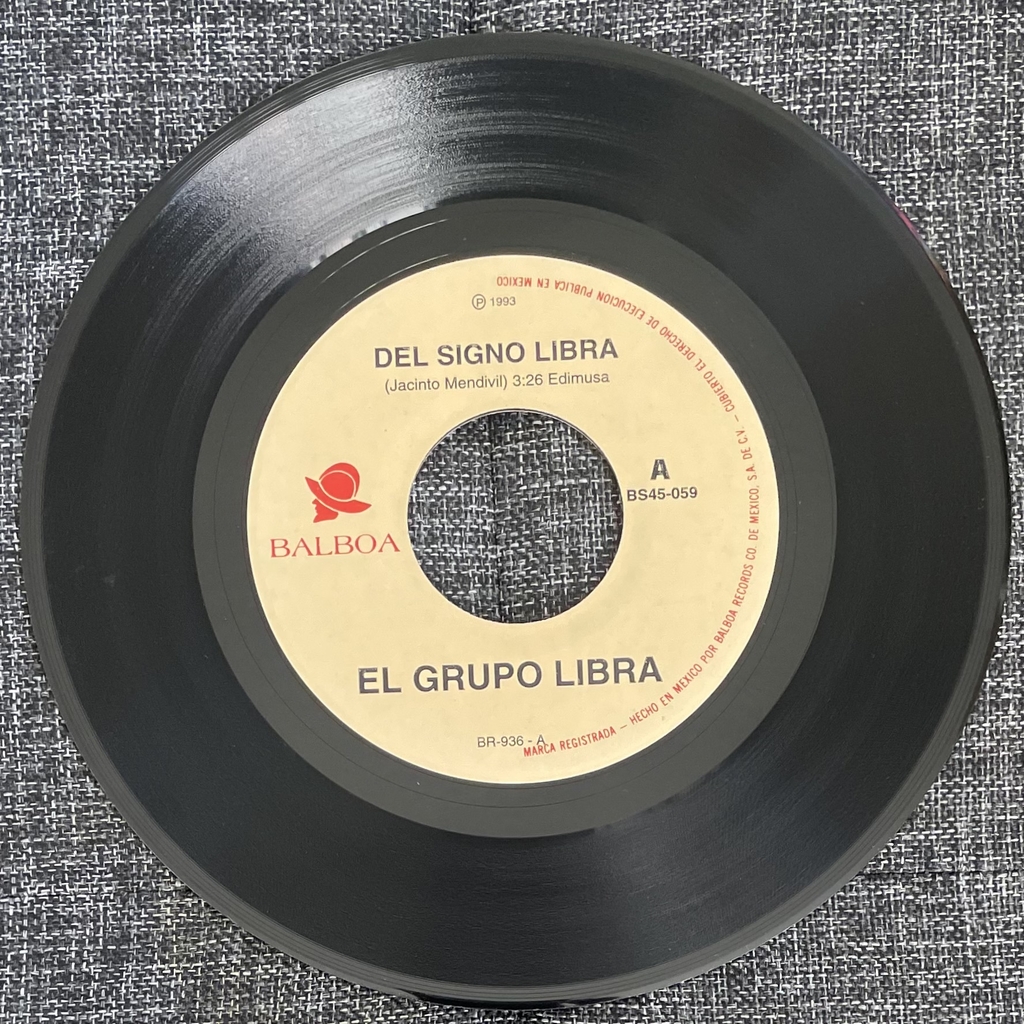 ℗ 1993
DEL SIGNO LIBRA
(Jacinto Mendivil) 3:26 Edimusa
BALBOA
A
BS45-059
EL GRUPO LIBRA
BR-936 - A
MARCA REGISTRADA — HECHO EN MEXICO POR BALBOA RECORDS CO. DE MEXICO, S.A. DE C.V. — CUBIERTO EL DERECHO DE EJECUCION PUBLICA EN MEXICO